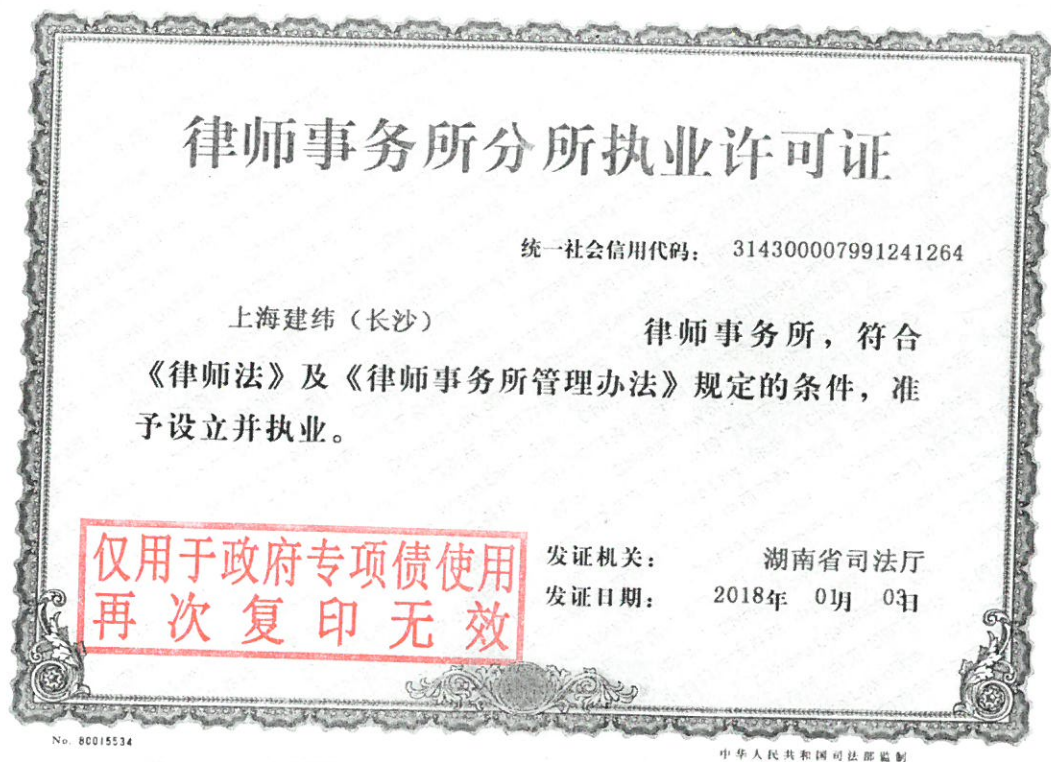 律师事务所分所执业许可证
统一社会信用代码： 314300007991241264
上海建纬（长沙） 律师事务所，符合
《律师法》及《律师事务所管理办法》规定的条件，准
予设立并执业。
仅用于政府专项债使用
再次复印无效
发证机关： 湖南省司法厅
发证日期： 2018年 01月 03日
No. 80015534
中华人民共和国司法部监制